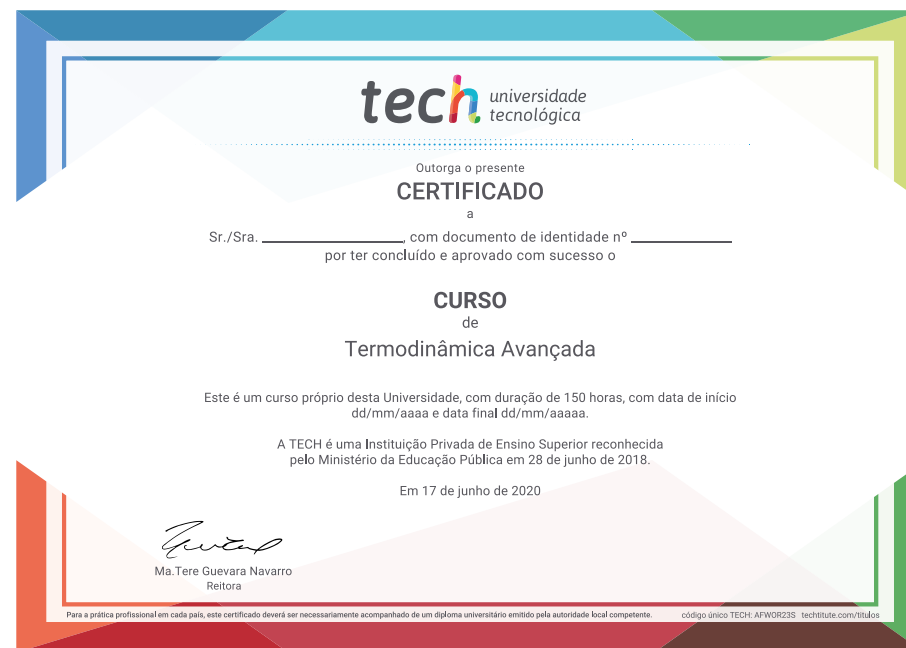 tech universidade
tecnológica
Outorga o presente
CERTIFICADO
a
Sr./Sra. ______________, com documento de identidade nº __________
por ter concluído e aprovado com sucesso o
CURSO
de
Termodinâmica Avançada
Este é um curso próprio desta Universidade, com duração de 150 horas, com data de início
dd/mm/aaaa e data final dd/mm/aaaaa.
A TECH é uma Instituição Privada de Ensino Superior reconhecida
pelo Ministério da Educação Pública em 28 de junho de 2018.
Em 17 de junho de 2020
Ma.Tere Guevara Navarro
Reitora
Para a prática profissional em cada país, este certificado deverá ser necessariamente acompanhado de um diploma universitário emitido pela autoridade local competente. código único TECH: AFWOR23S techtitute.com/titulos